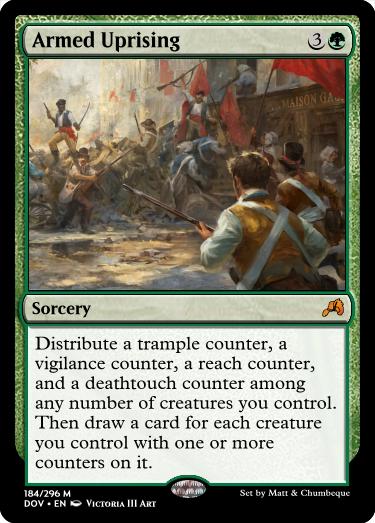 Armed Uprising 3
MAISON GA
Sorcery
Distribute a trample counter, a
vigilance counter, a reach counter,
and a deathtouch counter among
any number of creatures you control.
Then draw a card for each creature
you control with one or more
counters on it.
184/296 M
DOV • EN Victoria III Art
Set by Matt & Chumbeque